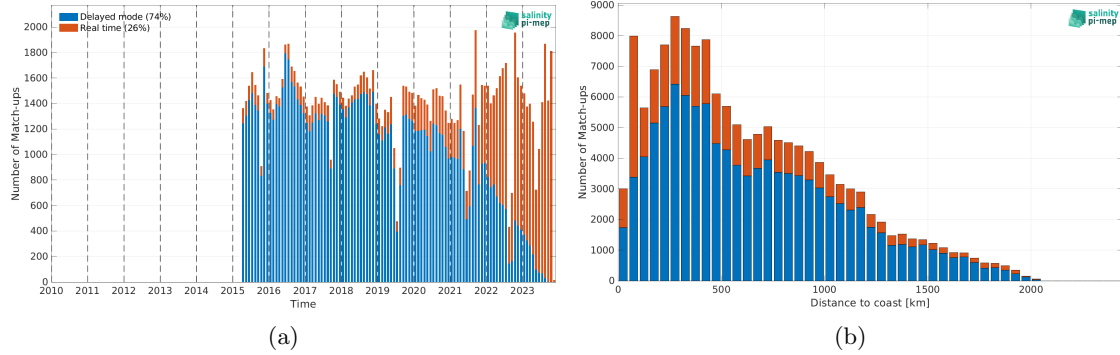 Delayed mode (74%)
Real time (26%)
salinity
pi-mep
Number of Match-ups
2000
1800
1600
1400
1200
1000
800
600
400
200
0
2010 2011 2012 2013 2014 2015 2016 2017 2018 2019 2020 2021 2022 2023
Time
(a)
salinity
pi-mep
Number of Match-ups
9000
8000
7000
6000
5000
4000
3000
2000
1000
0
0 500 1000 1500 2000
Distance to coast [km]
(b)